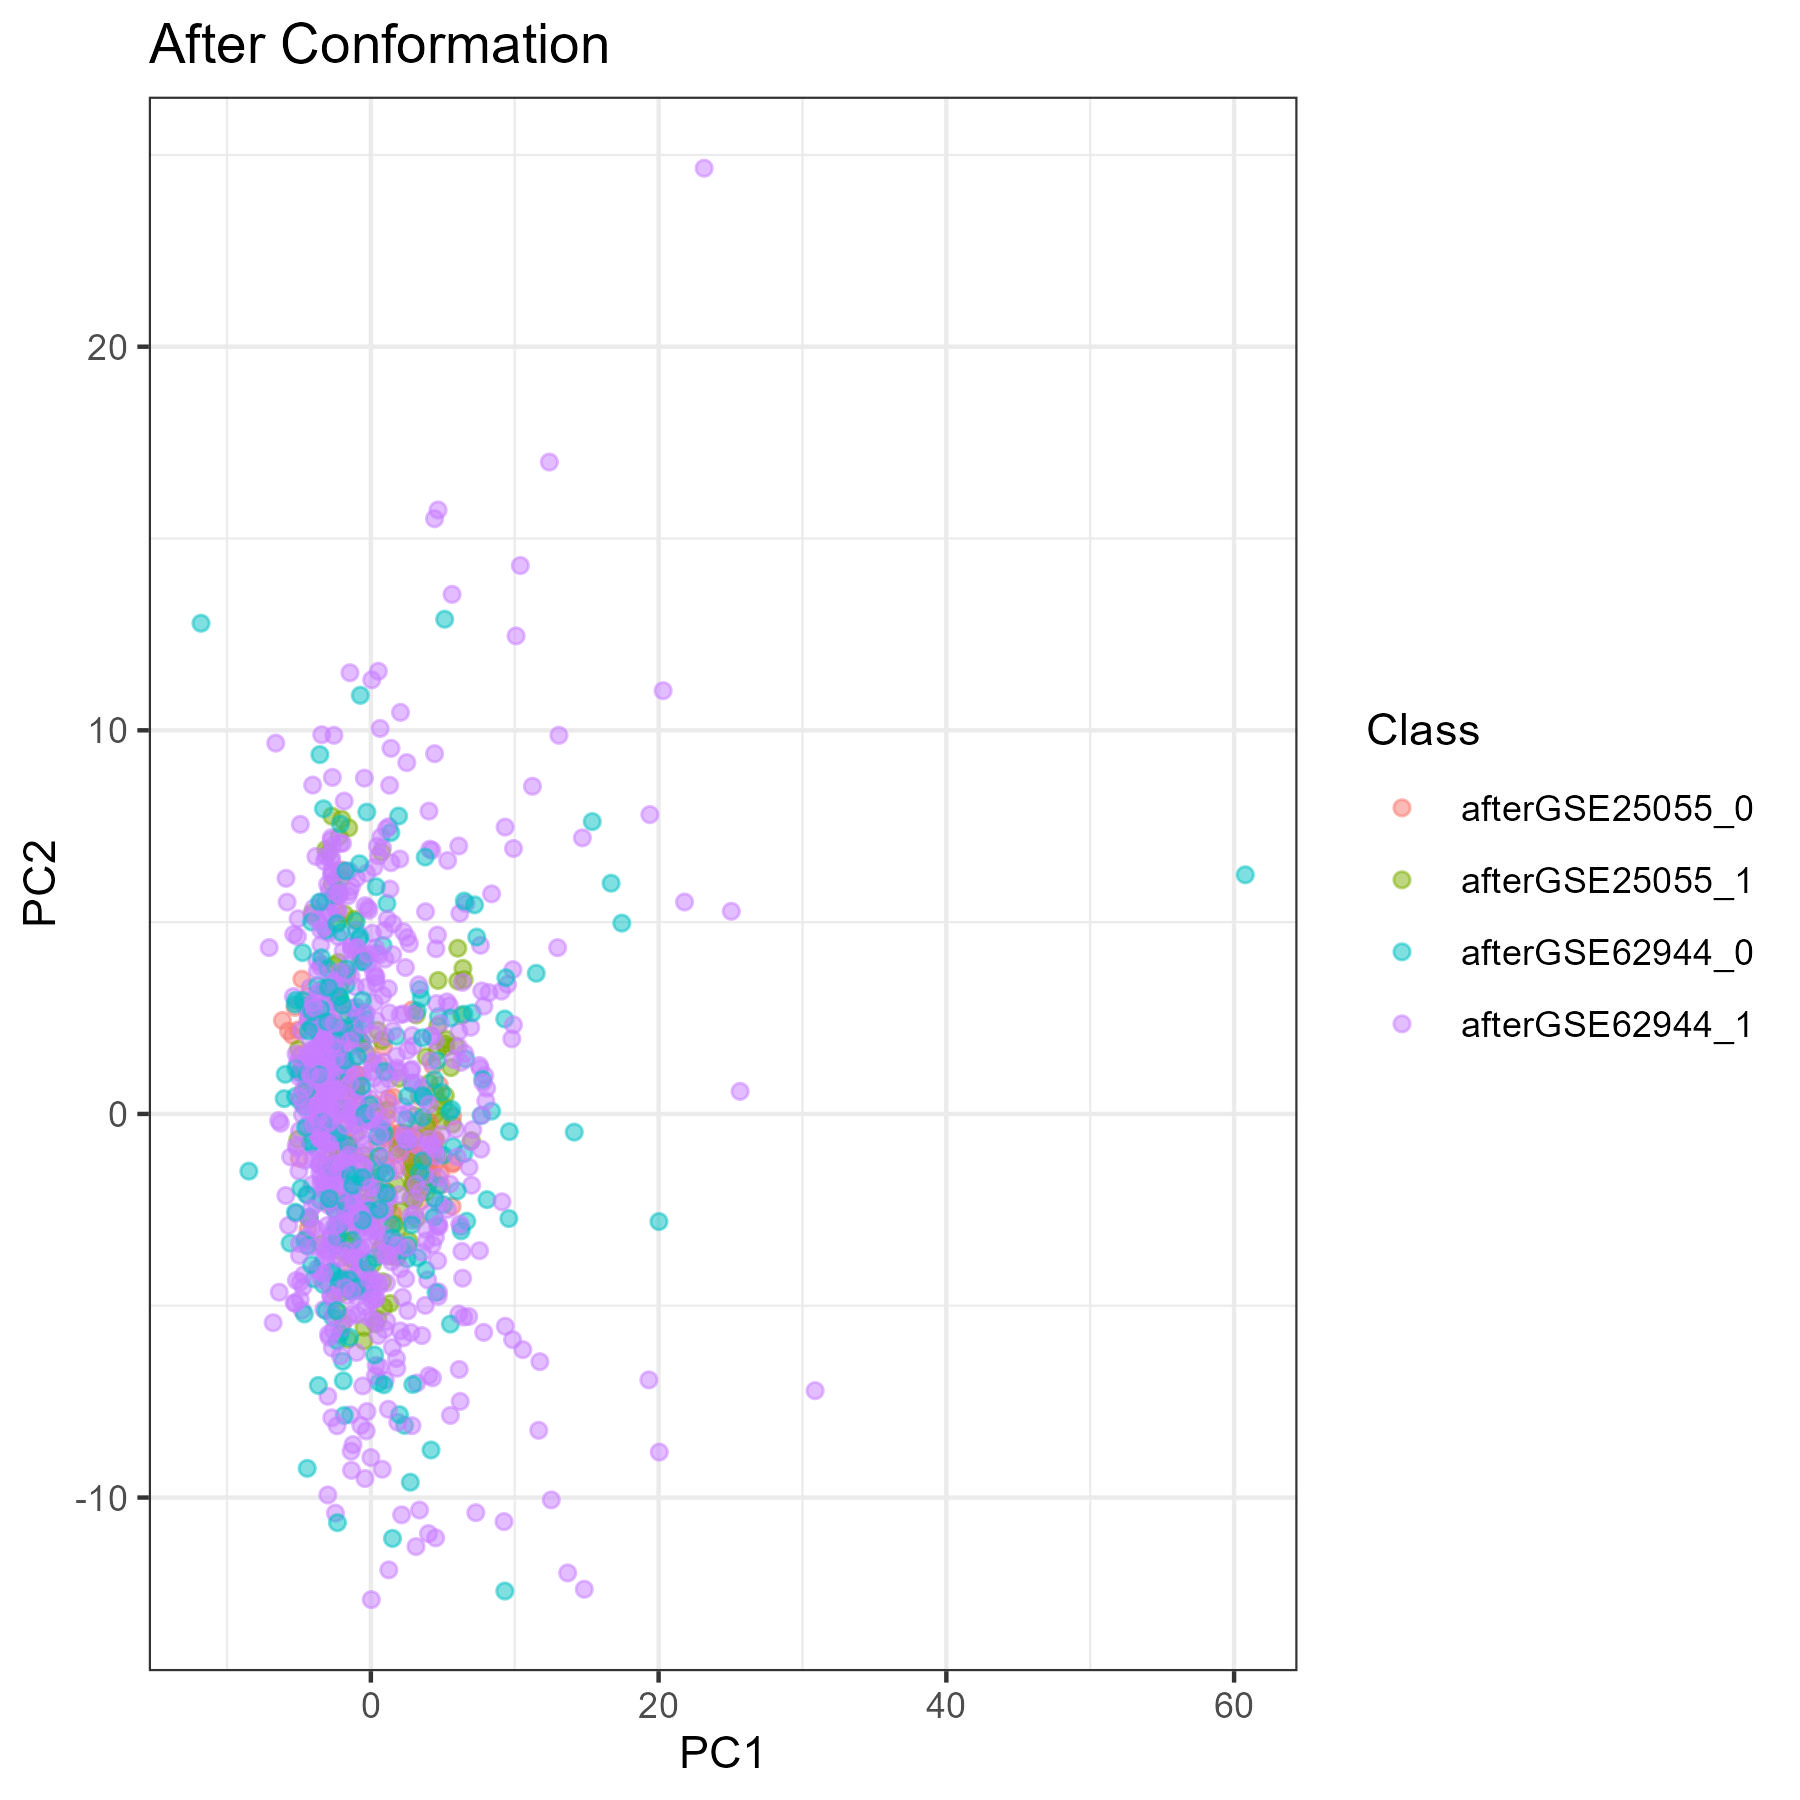 After Conformation
20
10
0
-10
PC2
0
20
40
60
PC1
Class
afterGSE25055_0
afterGSE25055_1
afterGSE62944_0
afterGSE62944_1